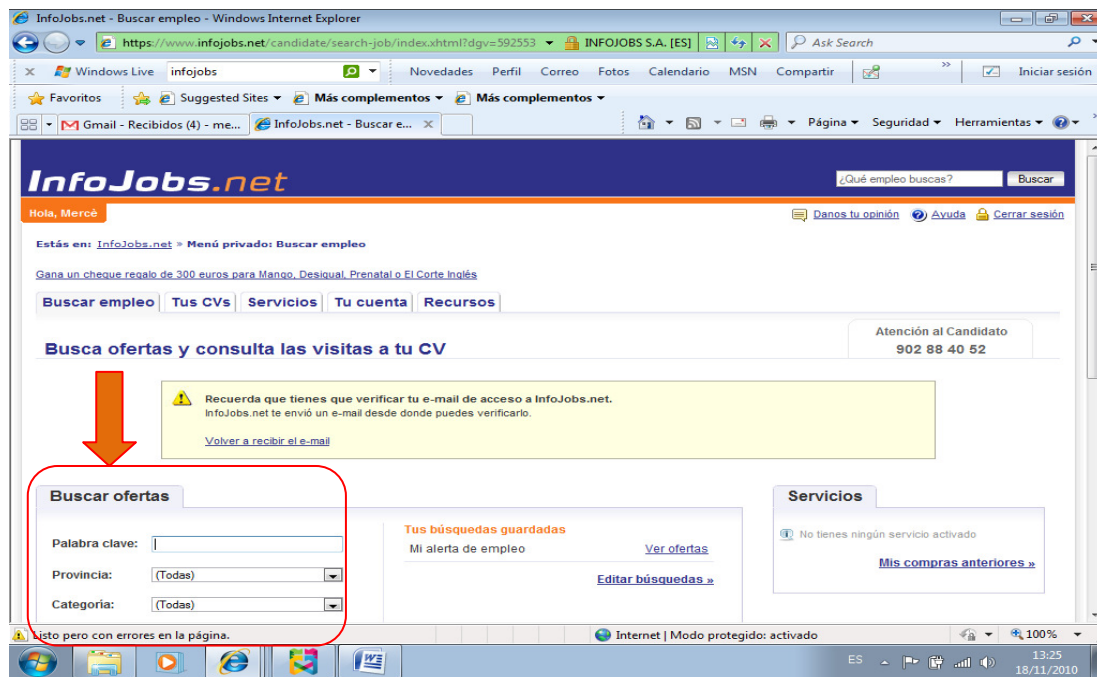 InfoJobs.net - Buscar empleo - Windows Internet Explorer
https://www.infojobs.net/candidate/search-job/index.xhtml?dgv=592553 INFOJOBS S.A. [ES] Ask Search
x Windows Live infojobs Novedades Perfil Correo Fotos Calendario MSN Compartir » Iniciar sesión
Favoritos Suggested Sites Más complementos Más complementos
Gmail - Recibidos (4) - me... InfoJobs.net - Buscar e... X Página Seguridad Herramientas »
InfoJobs.net ¿Qué empleo buscas? Buscar
Hola, Mercè Danos tu opinión Ayuda Cerrar sesión
Estás en: InfoJobs.net » Menú privado: Buscar empleo
Gana un cheque regalo de 300 euros para Mango, Desigual, Prenatal o El Corte Inglés
Buscar empleo Tus CVs Servicios Tu cuenta Recursos
Atención al Candidato
Busca ofertas y consulta las visitas a tu CV 902 88 40 52
Recuerda que tienes que verificar tu e-mail de acceso a InfoJobs.net.
InfoJobs.net te envió un e-mail desde donde puedes verificarlo.
Volver a recibir el e-mail
Buscar ofertas Servicios
Tus búsquedas guardadas
Palabra clave: Mi alerta de empleo Ver ofertas No tienes ningún servicio activado
Mis compras anteriores »
Provincia: (Todas) Editar búsquedas »
Categoria: (Todas)
Listo pero con errores en la página. Internet | Modo protegido: activado 100%
ES 13:25
18/11/2010